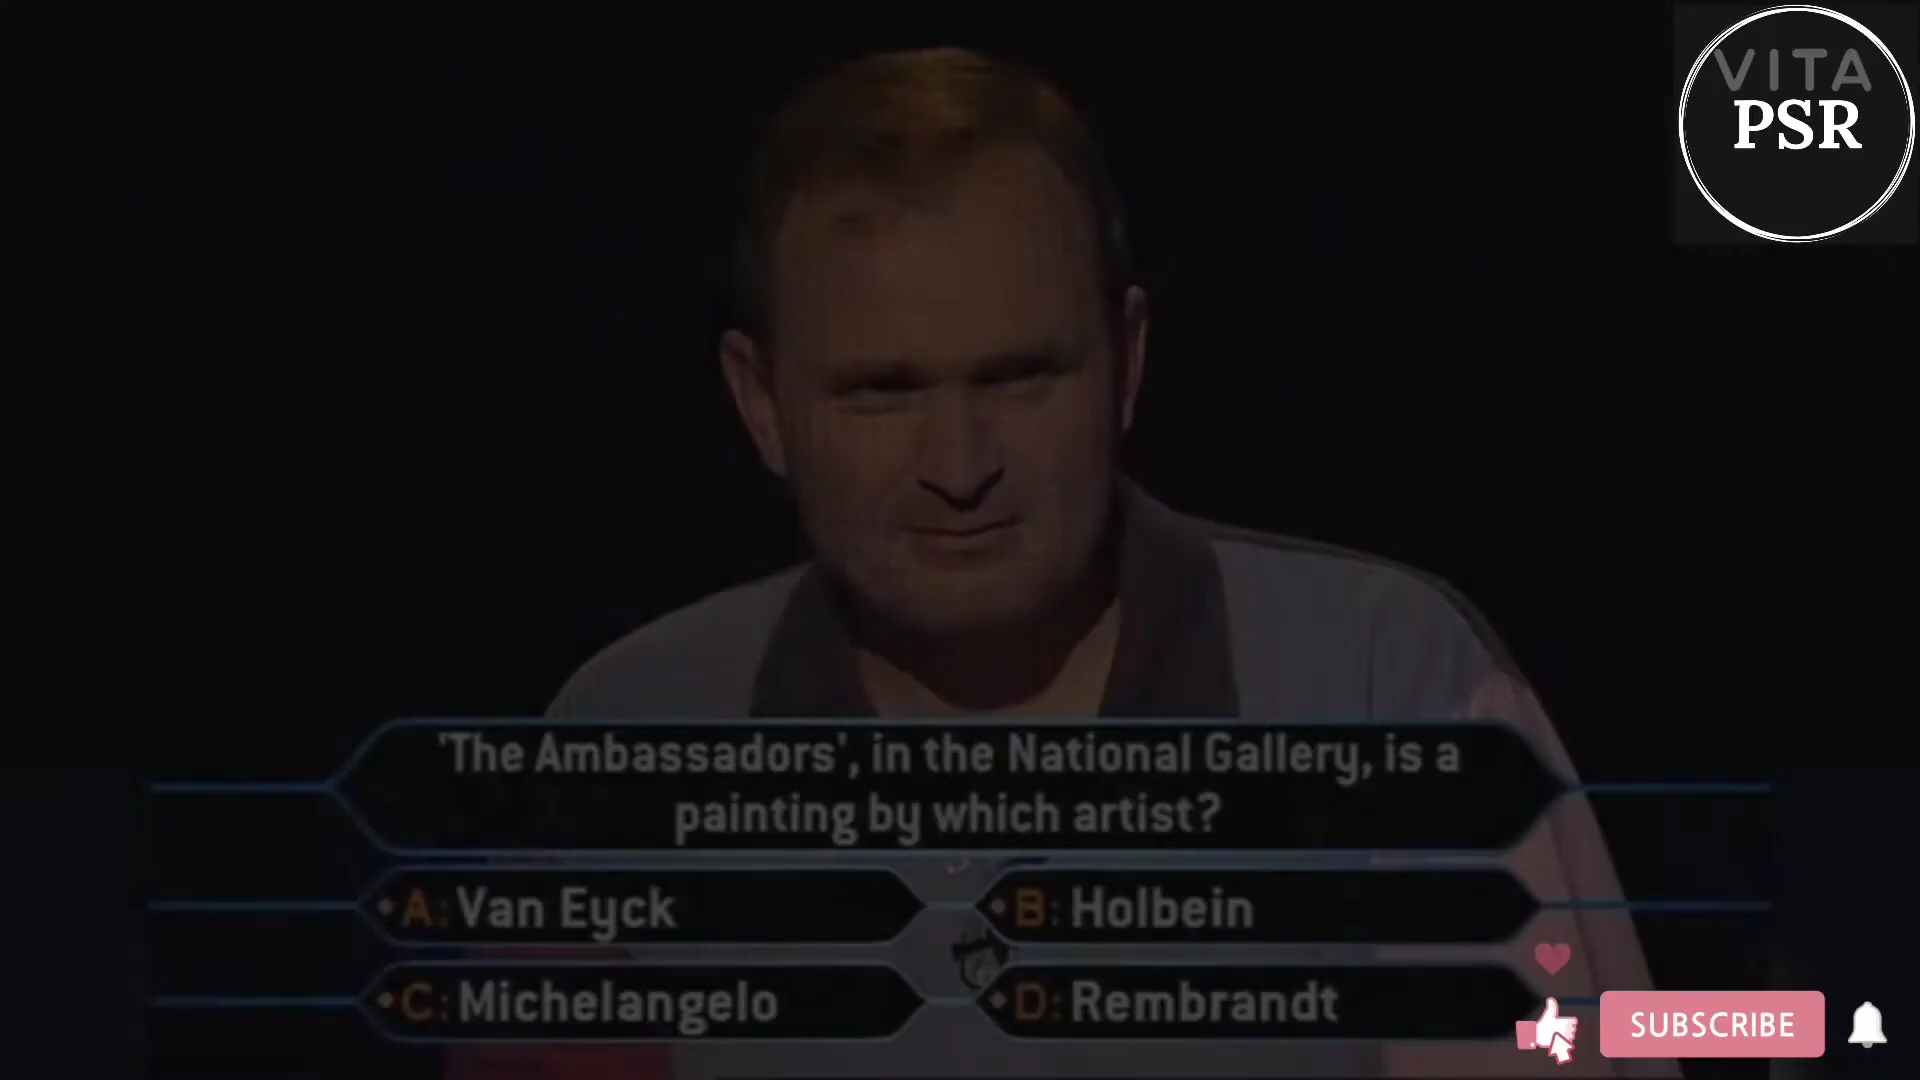 VITA
PSR
'The Ambassadors', in the National Gallery, is a
painting by which artist?
A: Van Eyck
B: Holbein
C: Michelangelo
D: Rembrandt
SUBSCRIBE